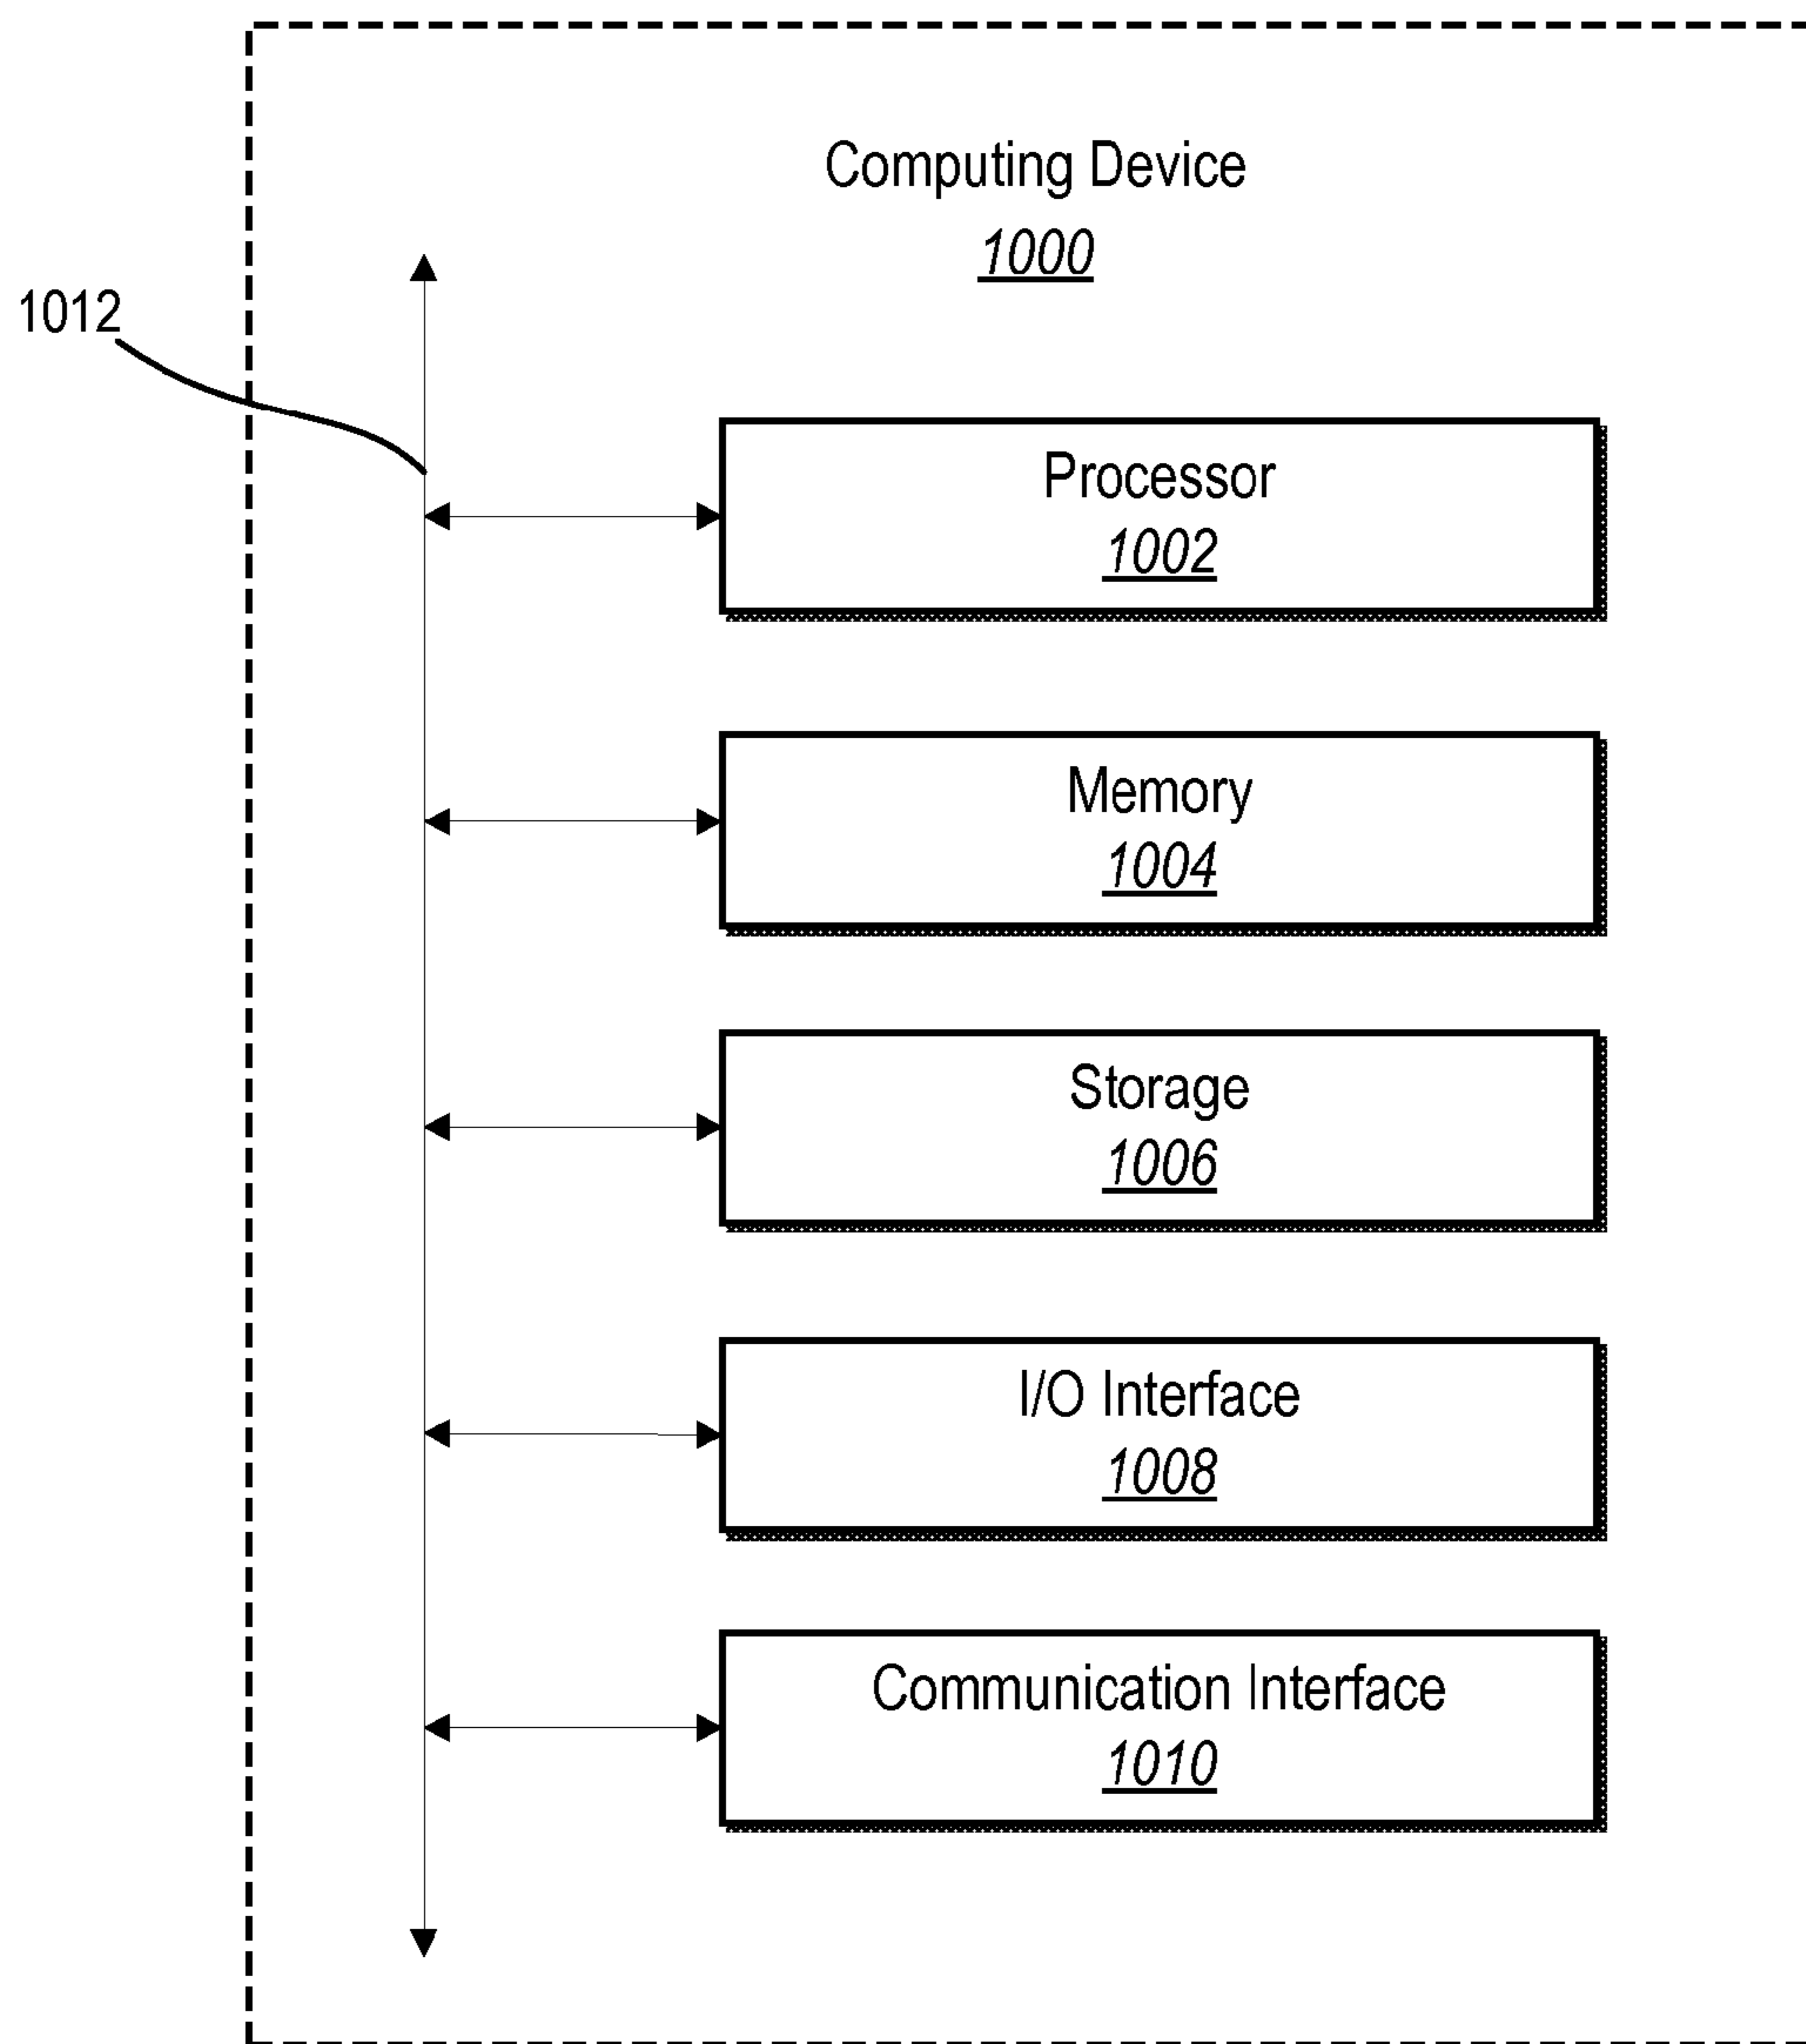 Computing Device
1000
1012
Processor
1002
Memory
1004
Storage
1006
I/O Interface
1008
Communication Interface
1010